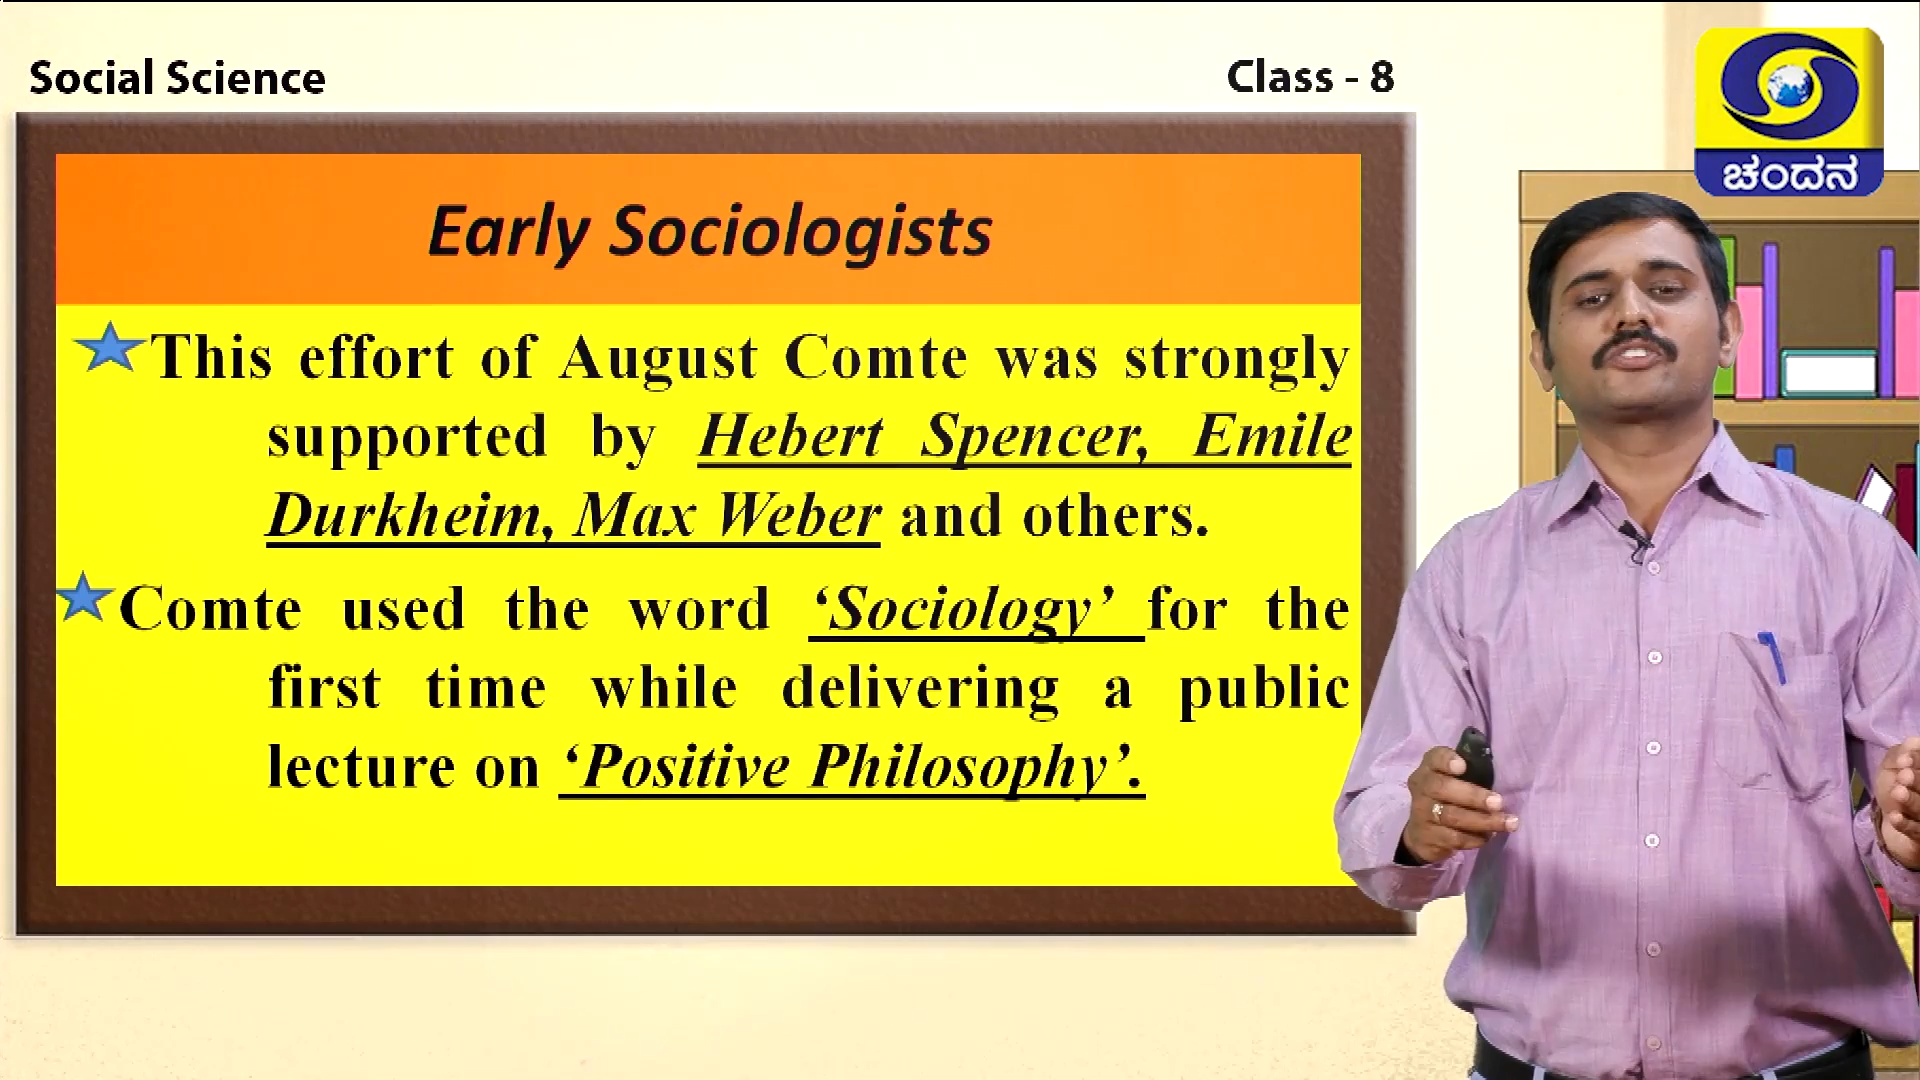 Social Science
Class - 8
ಚಂದನ
Early Sociologists
This effort of August Comte was strongly
supported by Hebert Spencer, Emile
Durkheim, Max Weber and others.
Comte used the word ‘Sociology’ for the
first time while delivering a public
lecture on ‘Positive Philosophy’.